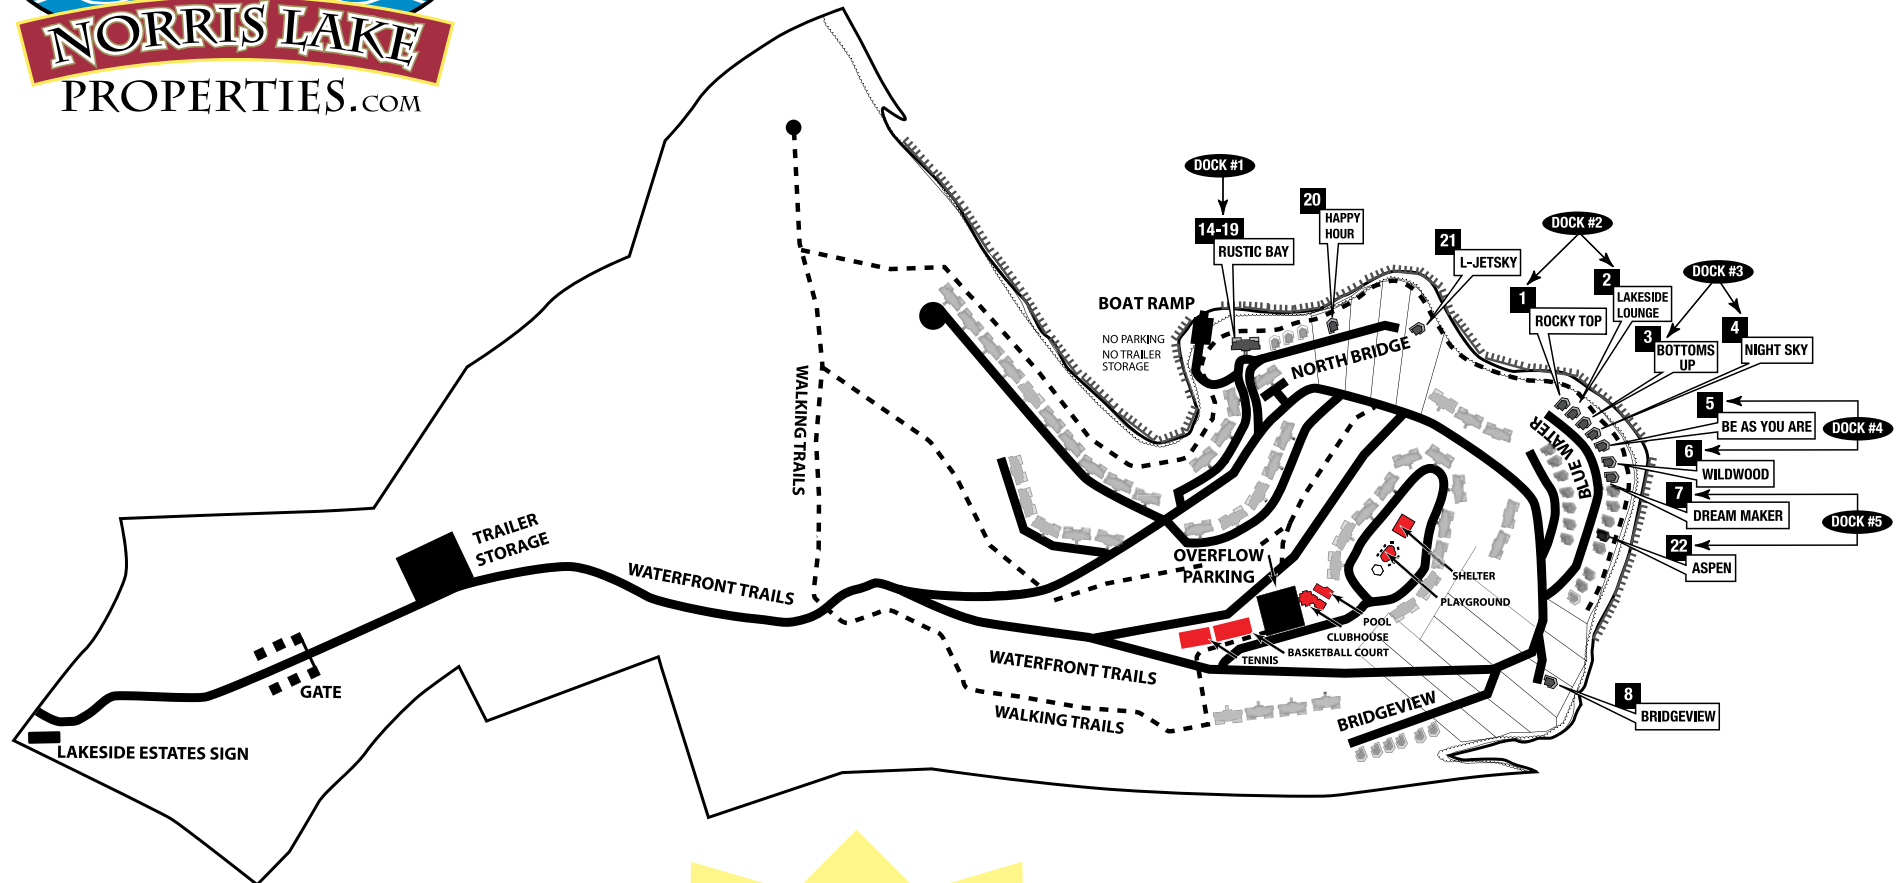 NORRIS LAKE
PROPERTIES.COM
DOCK #1
14-19
RUSTIC BAY
20
HAPPY
HOUR
21
L-JETSKY
DOCK #2
1
ROCKY TOP
2
LAKESIDE
LOUNGE
DOCK #3
3
BOTTOMS
UP
4
NIGHT SKY
5
BE AS YOU ARE
DOCK #4
6
WILDWOOD
7
DREAM MAKER
DOCK #5
22
ASPEN
8
BRIDGEVIEW
BOAT RAMP
NO PARKING
NO TRAILER
STORAGE
NORTH BRIDGE
BLUE WATER
WALKING TRAILS
TRAILER
STORAGE
WATERFRONT TRAILS
OVERFLOW
PARKING
SHELTER
PLAYGROUND
POOL
CLUBHOUSE
BASKETBALL COURT
TENNIS
WATERFRONT TRAILS
WALKING TRAILS
BRIDGEVIEW
GATE
LAKESIDE ESTATES SIGN